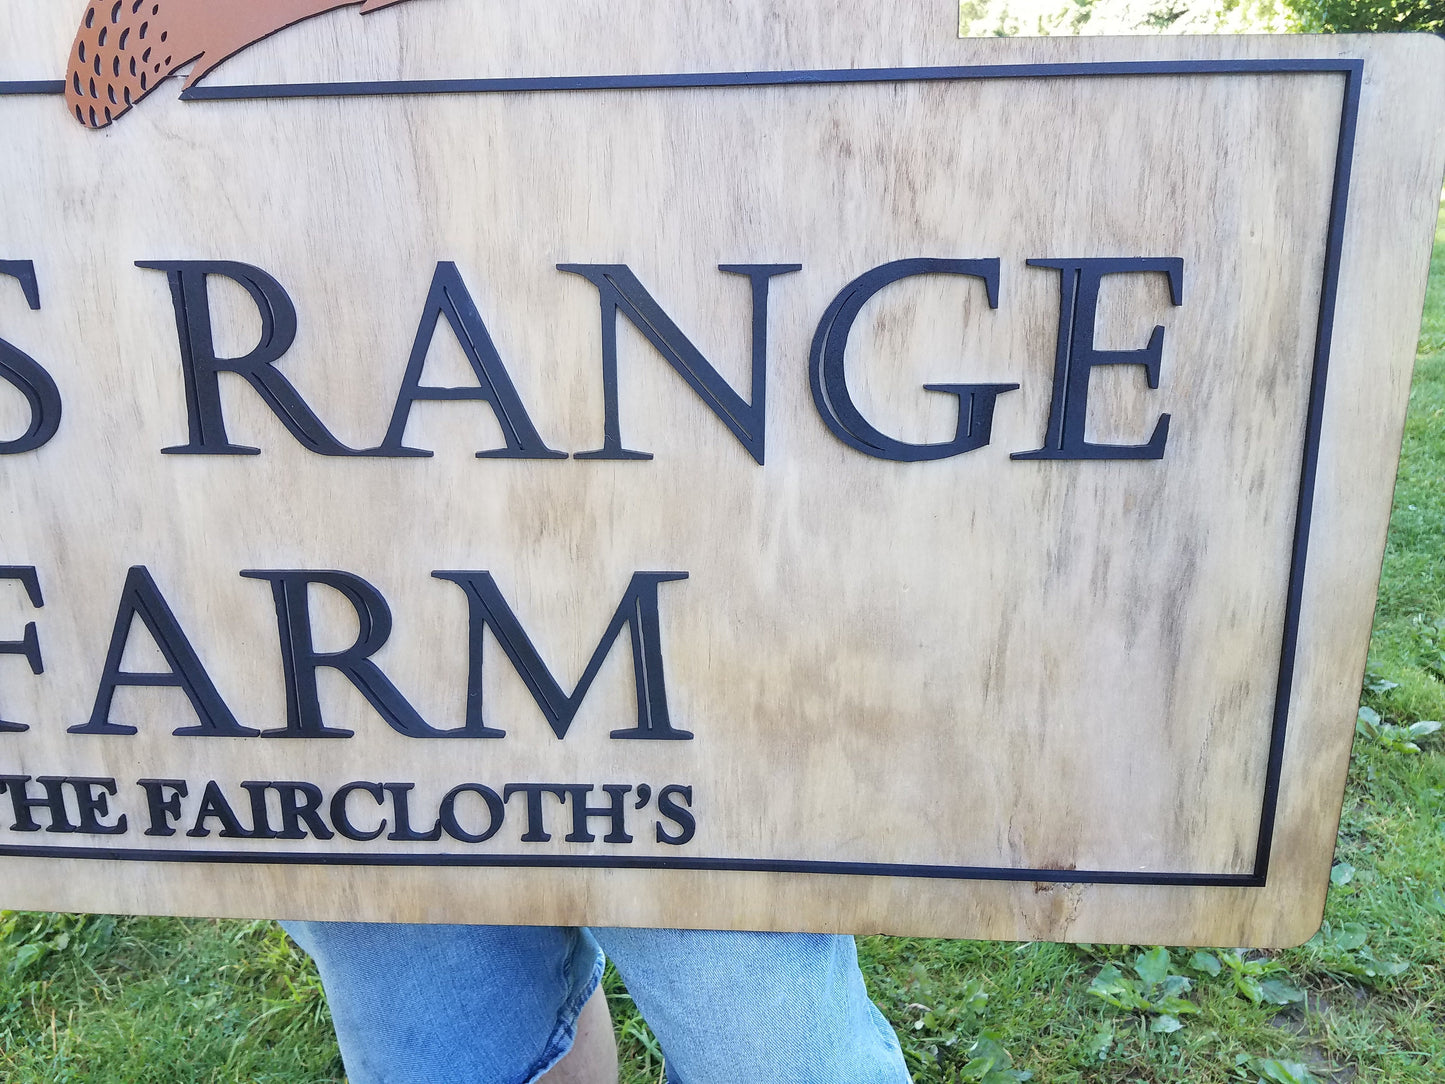 S RANGE
FARM
THE FAIRCLOTH'S